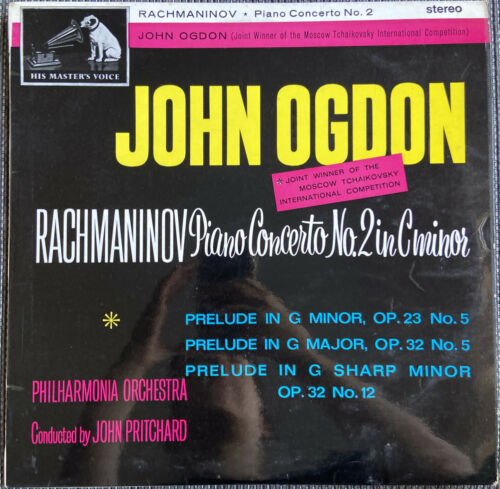 RACHMANINOV ★ Piano Concerto No. 2
stereo
JOHN OGDON (Joint Winner of the Moscow Tchaikovsky International Competition)
HIS MASTER'S VOICE
JOHN OGDON
* JOINT WINNER OF THE
MOSCOW TCHAIKOVSKY
INTERNATIONAL COMPETITION
RACHMANINOV Piano Concerto No. 2 in C minor
* PRELUDE IN G MINOR, OP. 23 No. 5
PRELUDE IN G MAJOR, OP. 32 No. 5
PRELUDE IN G SHARP MINOR
OP. 32 No. 12
PHILHARMONIA ORCHESTRA
Conducted by JOHN PRITCHARD